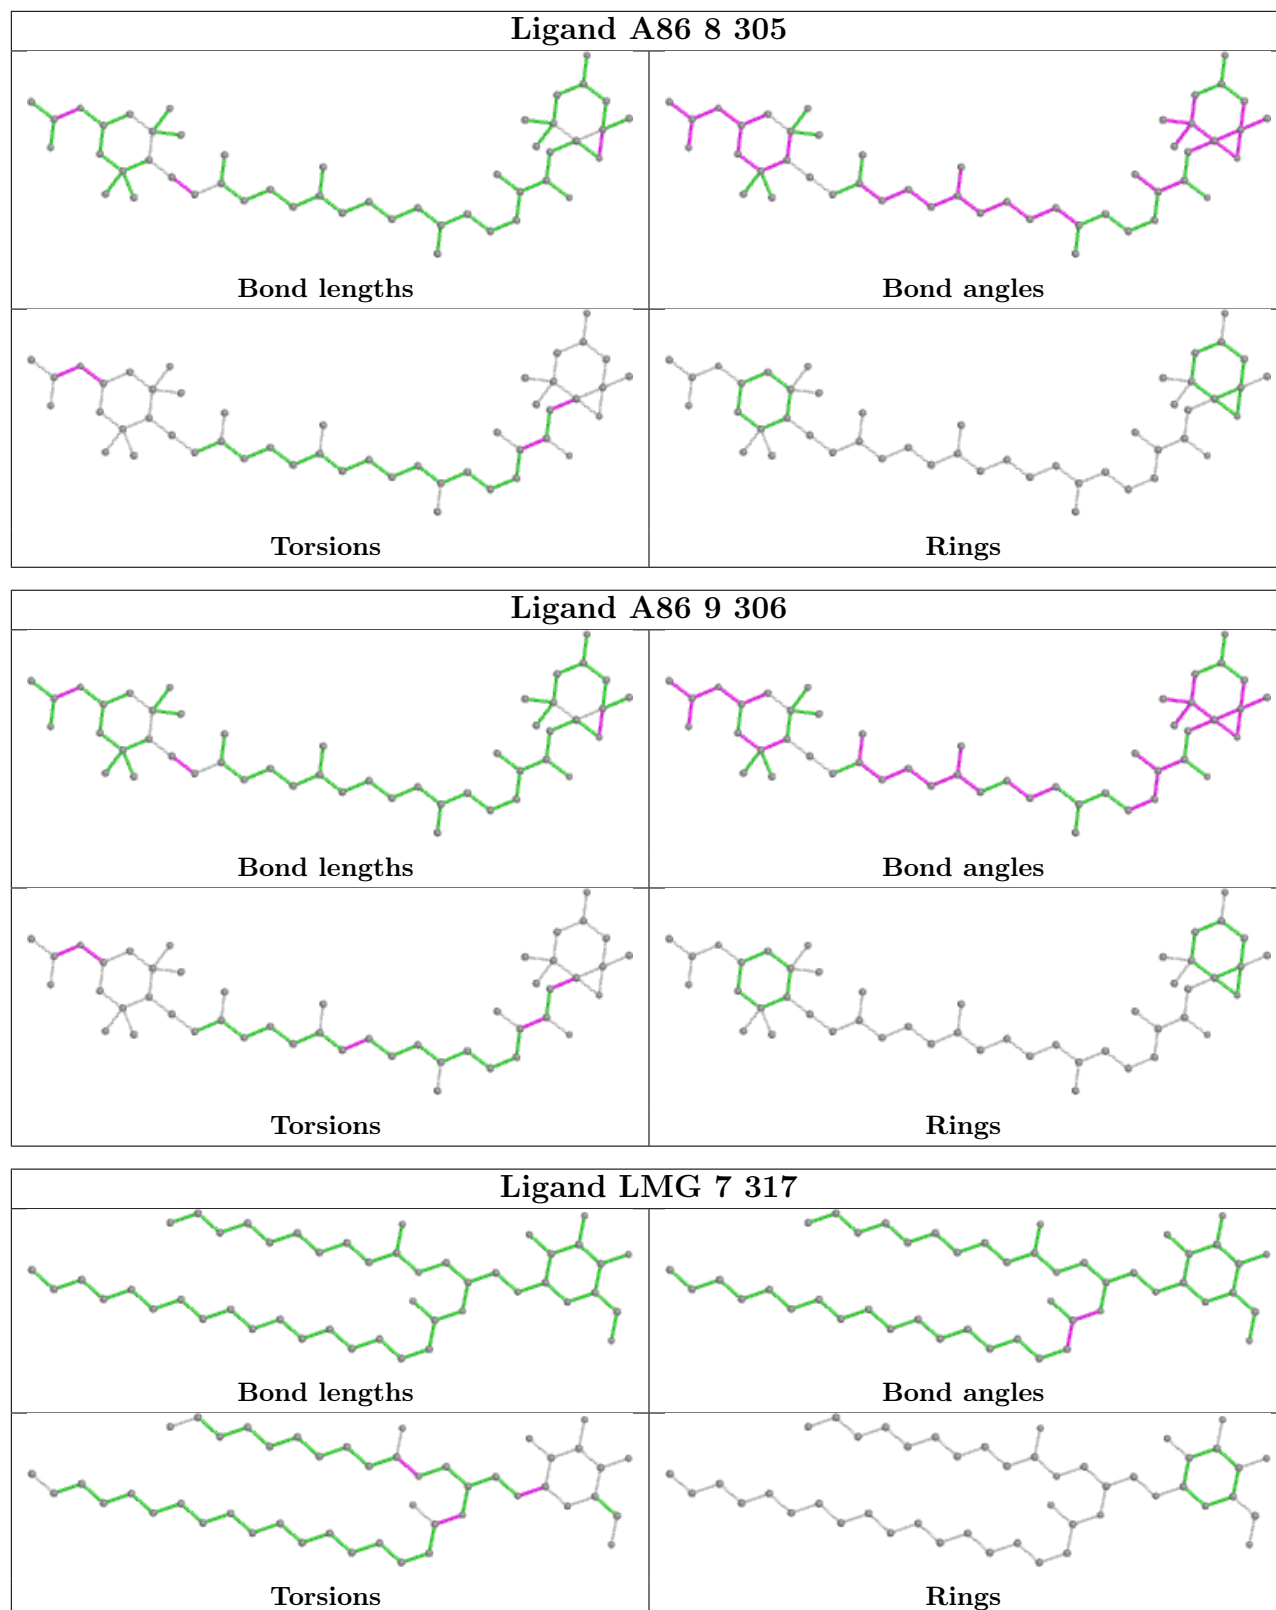 Ligand A86 8 305
Bond lengths
Bond angles
Torsions
Rings
Ligand A86 9 306
Bond lengths
Bond angles
Torsions
Rings
Ligand LMG 7 317
Bond lengths
Bond angles
Torsions
Rings